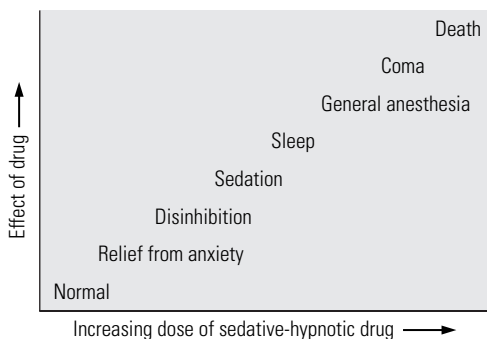 Death
Coma
General anesthesia
Sleep
Sedation
Disinhibition
Relief from anxiety
Normal
Effect of drug
Increasing dose of sedative-hypnotic drug